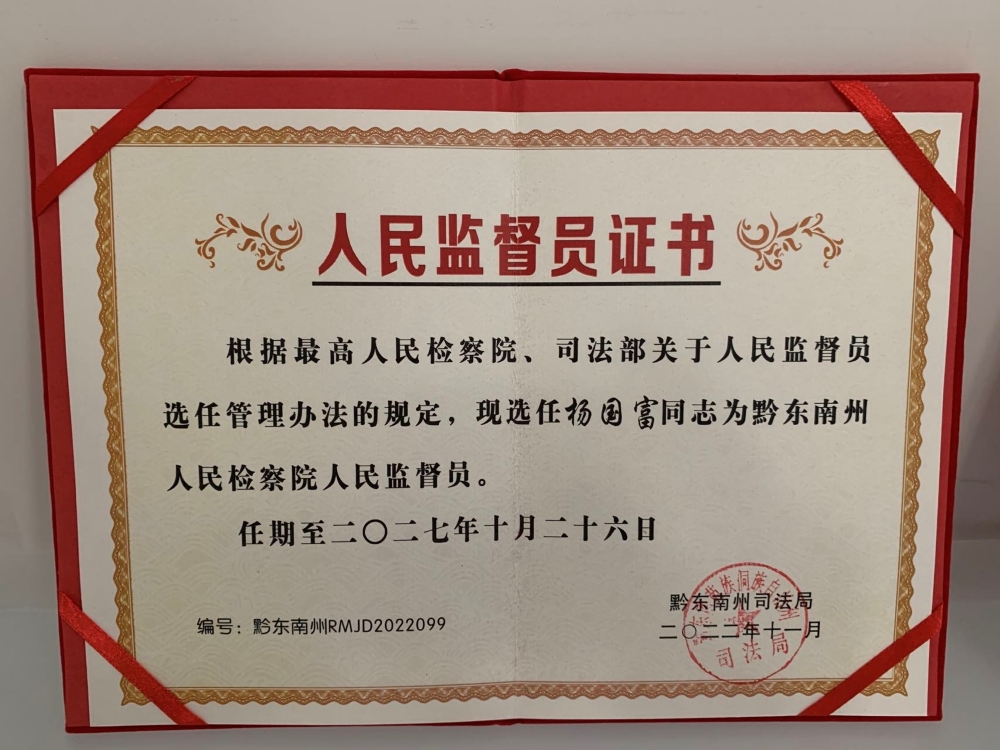 人民监督员证书
根据最高人民检察院、司法部关于人民监督员
选任管理办法的规定，现选任杨国富同志为黔东南州
人民检察院人民监督员。
任期至二〇二七年十月二十六日
编号：黔东南州RMJD2022099
黔东南州司法局
二〇二二年十一月
司法局